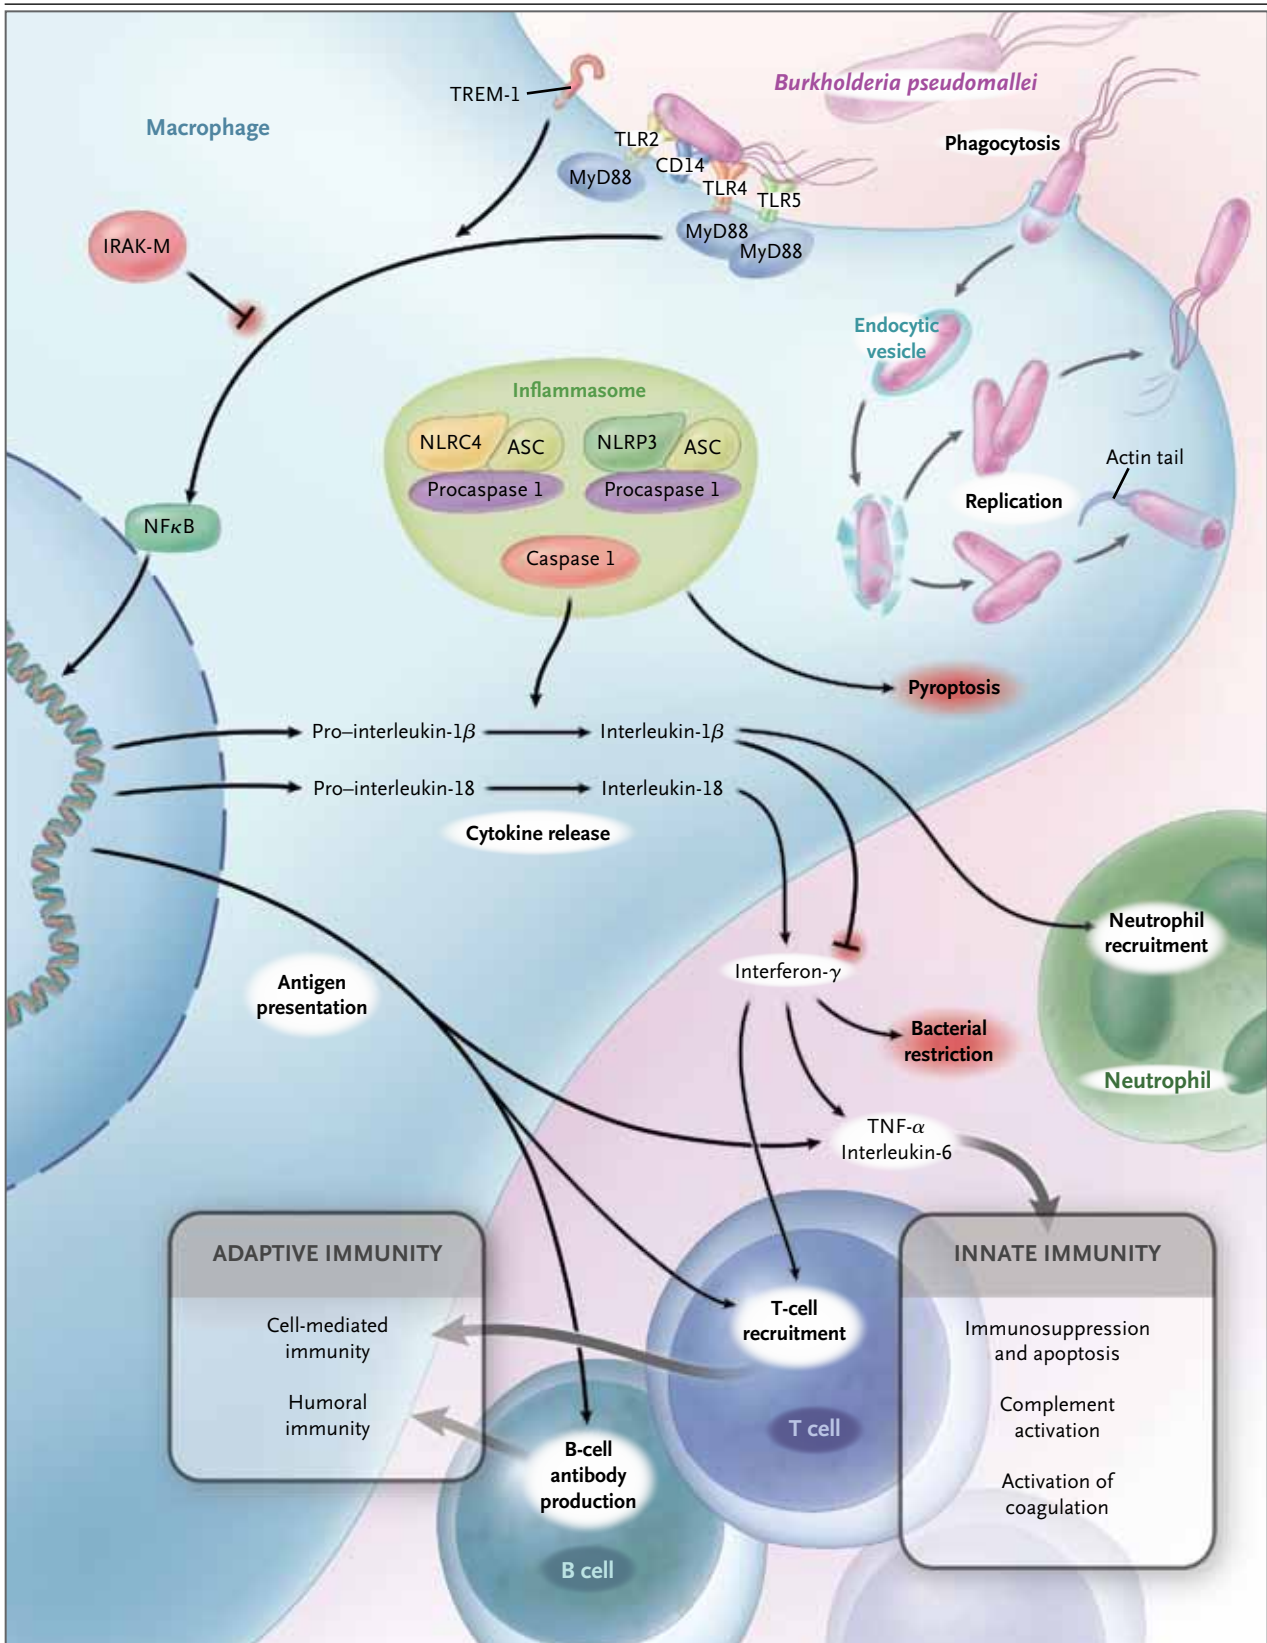 Burkholderia pseudomallei
TREM-1
Macrophage
TLR2
Phagocytosis
CD14
MyD88
TLR4
TLR5
IRAK-M
MyD88
MyD88
Endocytic
vesicle
Inflammasome
NLRC4
ASC
NLRP3
ASC
Procaspase 1
Procaspase 1
Actin tail
Replication
NFκB
Caspase 1
Pyroptosis
Pro–interleukin-1β
Interleukin-1β
Pro–interleukin-18
Interleukin-18
Cytokine release
Neutrophil
recruitment
Interferon-γ
Antigen
presentation
Bacterial
restriction
Neutrophil
TNF-α
Interleukin-6
ADAPTIVE IMMUNITY
Cell-mediated
immunity
Humoral
immunity
T-cell
recruitment
T cell
B-cell
antibody
production
B cell
INNATE IMMUNITY
Immunosuppression
and apoptosis
Complement
activation
Activation of
coagulation